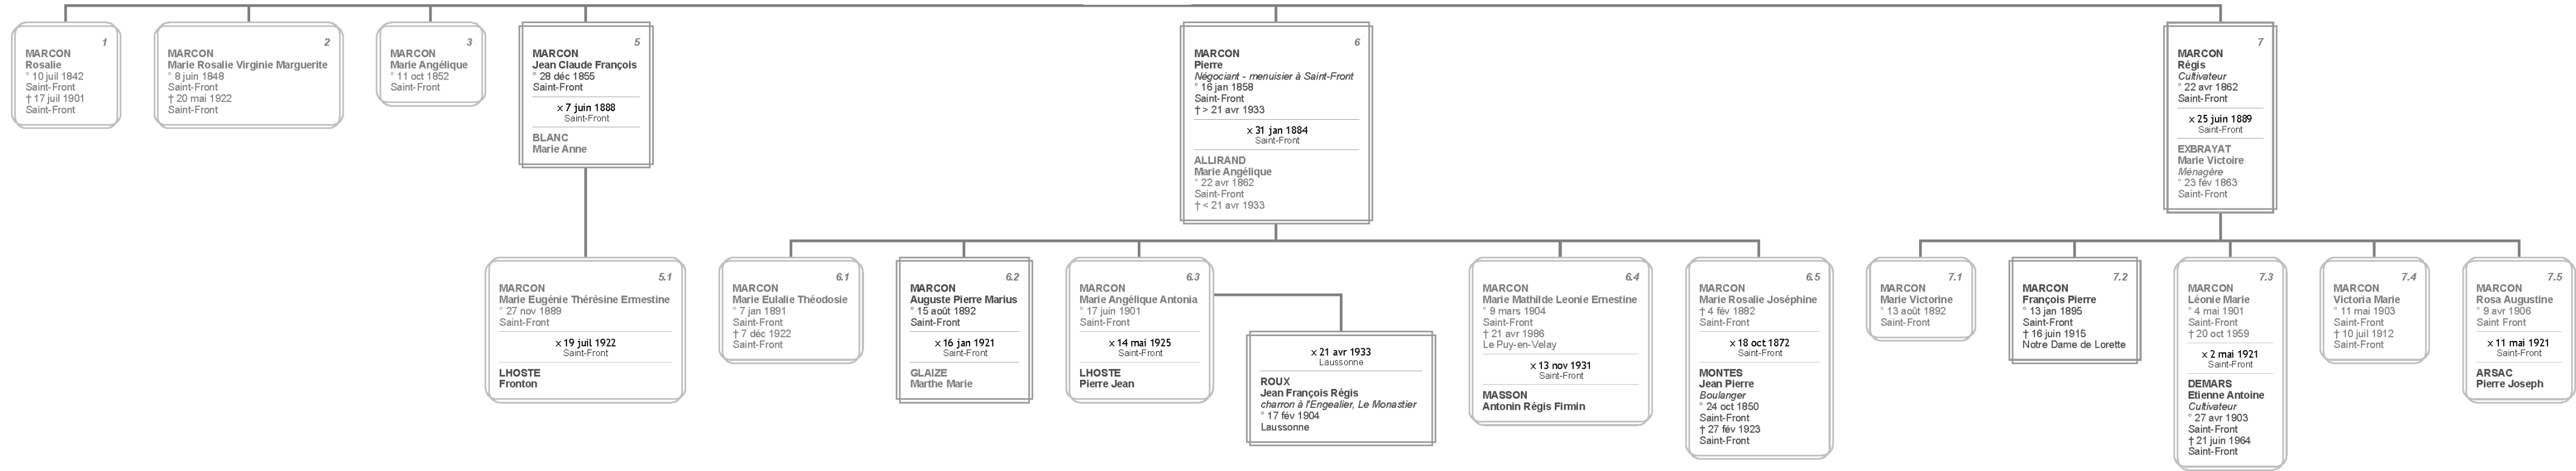 1
MARCON
Rosalie
° 10 juil 1842
Saint-Front
† 17 juil 1901
Saint-Front
2
MARCON
Marie Rosalie Virginie Marguerite
° 8 juin 1848
Saint-Front
† 20 mai 1922
Saint-Front
3
MARCON
Marie Angélique
° 11 oct 1852
Saint-Front
5
MARCON
Jean Claude François
° 28 déc 1855
Saint-Front
x 7 juin 1888
Saint-Front
BLANC
Marie Anne
6
MARCON
Pierre
Négociant - menuisier à Saint-Front
° 16 jan 1858
Saint-Front
† > 21 avr 1933
x 31 jan 1884
Saint-Front
ALLIRAND
Marie Angélique
° 22 avr 1862
Saint-Front
† < 21 avr 1933
7
MARCON
Régis
Cultivateur
° 22 avr 1862
Saint-Front
x 25 juin 1889
Saint-Front
EXBRAYAT
Marie Victoire
Ménagère
° 23 fév 1863
Saint-Front
5.1
MARCON
Marie Eugénie Thérèsine Ernestine
° 27 nov 1889
Saint-Front
x 19 juil 1922
Saint-Front
LHOSTE
Fronton
6.1
MARCON
Marie Eulalie Théodosie
° 7 jan 1891
Saint-Front
† 7 déc 1922
Saint-Front
6.2
MARCON
Auguste Pierre Marius
° 15 août 1892
Saint-Front
x 16 jan 1921
Saint-Front
GLAIZE
Marthe Marie
6.3
MARCON
Marie Angélique Antonia
° 17 juin 1901
Saint-Front
x 14 mai 1925
Saint-Front
LHOSTE
Pierre Jean
x 21 avr 1933
Laussonne
ROUX
Jean François Régis
charron à l'Engealier, Le Monastier
° 17 fév 1904
Laussonne
6.4
MARCON
Marie Mathilde Leonie Ernestine
° 9 mars 1904
Saint-Front
† 21 avr 1986
Le Puy-en-Velay
x 13 nov 1931
Saint-Front
MASSON
Antonin Régis Firmin
6.5
MARCON
Marie Rosalie Joséphine
† 4 fév 1882
Saint-Front
x 18 oct 1872
Saint-Front
MONTES
Jean Pierre
Boulanger
° 24 oct 1850
Saint-Front
† 27 fév 1923
Saint-Front
7.1
MARCON
Marie Victorine
° 13 août 1892
Saint-Front
7.2
MARCON
François Pierre
° 13 jan 1895
Saint-Front
† 16 juin 1915
Notre Dame de Lorette
7.3
MARCON
Léonie Marie
° 4 mai 1901
Saint-Front
† 20 oct 1959
x 2 mai 1921
Saint-Front
DEMARS
Etienne Antoine
Cultivateur
° 27 avr 1903
Saint-Front
† 21 juin 1964
Saint-Front
7.4
MARCON
Victoria Marie
° 11 mai 1903
Saint-Front
† 10 juil 1912
Saint-Front
7.5
MARCON
Rosa Augustine
° 9 avr 1906
Saint Front
x 11 mai 1921
Saint-Front
ARSAC
Pierre Joseph